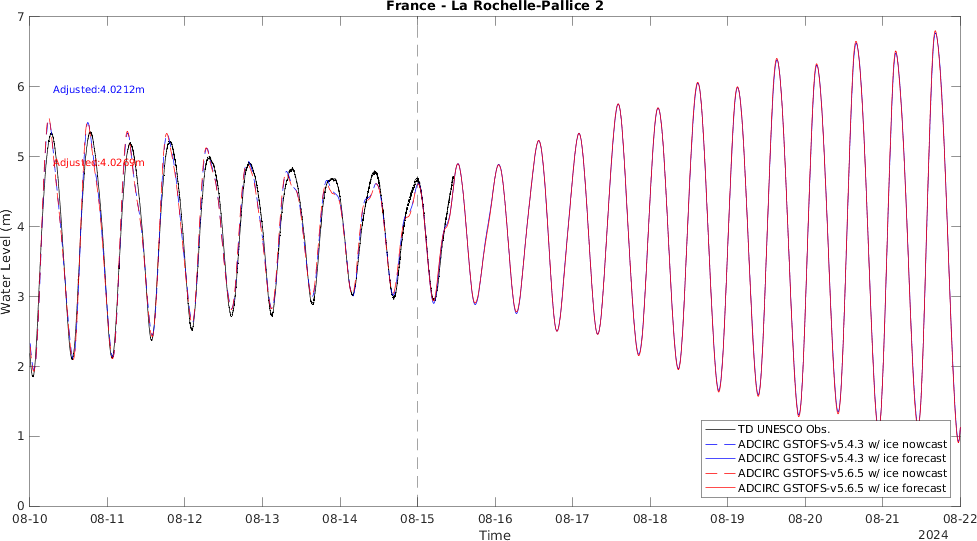 France - La Rochelle-Pallice 2
7
6
5
4
3
2
1
0
Water Level (m)
Adjusted:4.0212m
Adjusted:4.0269m
TD UNESCO Obs.
ADCIRC GSTOFS-v5.4.3 w/ ice nowcast
ADCIRC GSTOFS-v5.4.3 w/ ice forecast
ADCIRC GSTOFS-v5.6.5 w/ ice nowcast
ADCIRC GSTOFS-v5.6.5 w/ ice forecast
08-10 08-11 08-12 08-13 08-14 08-15 08-16 08-17 08-18 08-19 08-20 08-21 08-22
Time
2024